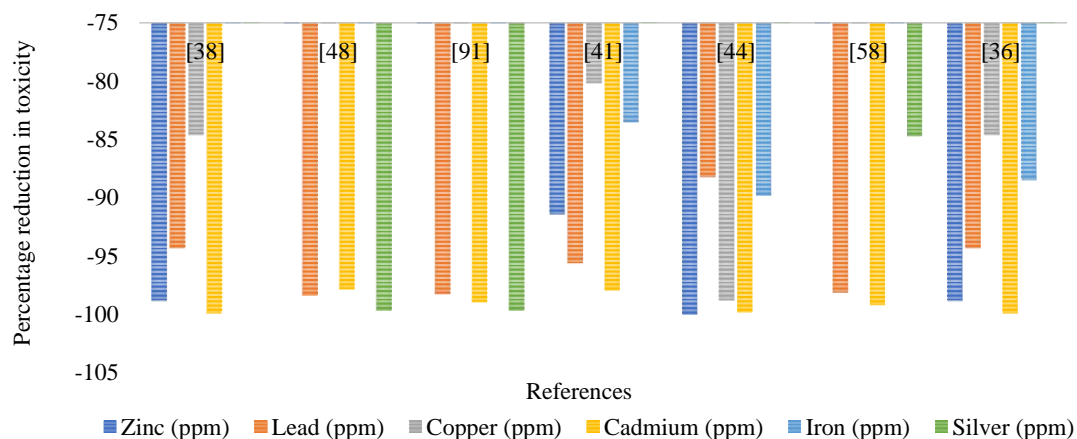 Percentage reduction in toxicity
-75
-80
-85
-90
-95
-100
-105
[38] [48] [91] [41] [44] [58] [36]
References
Zinc (ppm) Lead (ppm) Copper (ppm) Cadmium (ppm) Iron (ppm) Silver (ppm)